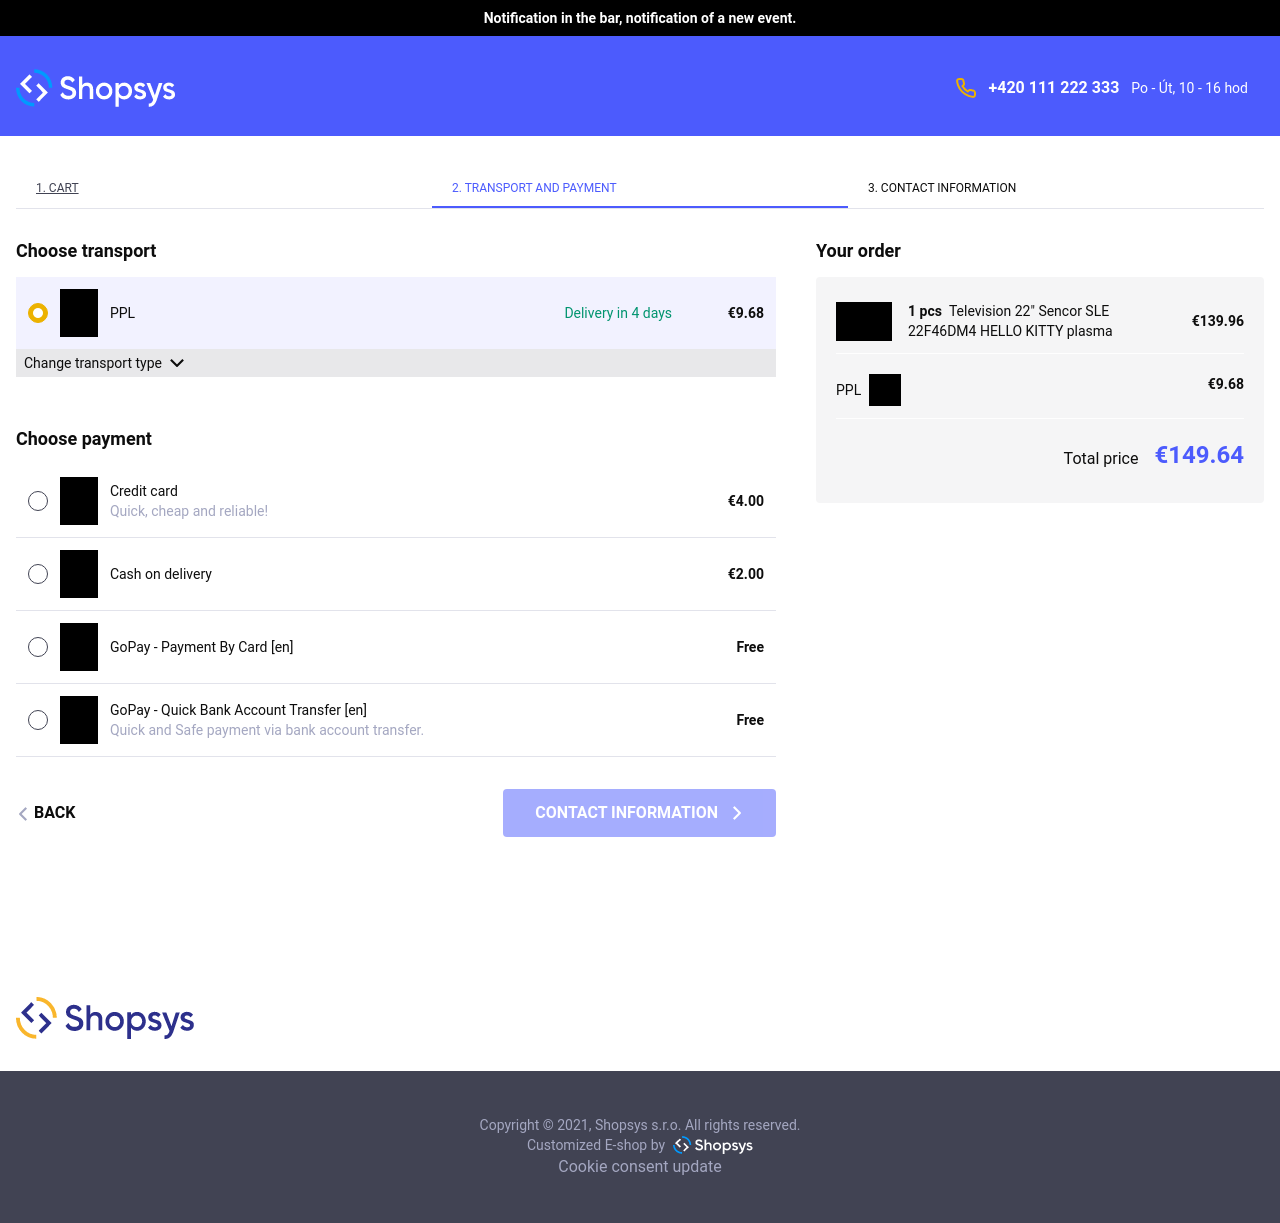 Notification in the bar, notification of a new event.
Shopsys
+420 111 222 333 Po - Út, 10 - 16 hod
1. CART
2. TRANSPORT AND PAYMENT
3. CONTACT INFORMATION
Choose transport
PPL
Delivery in 4 days
€9.68
Change transport type
Choose payment
Credit card
Quick, cheap and reliable!
€4.00
Cash on delivery
€2.00
GoPay - Payment By Card [en]
Free
GoPay - Quick Bank Account Transfer [en]
Quick and Safe payment via bank account transfer.
Free
BACK
CONTACT INFORMATION
Your order
1 pcs Television 22" Sencor SLE
22F46DM4 HELLO KITTY plasma
€139.96
PPL
€9.68
Total price €149.64
Shopsys
Copyright © 2021, Shopsys s.r.o. All rights reserved.
Customized E-shop by Shopsys
Cookie consent update